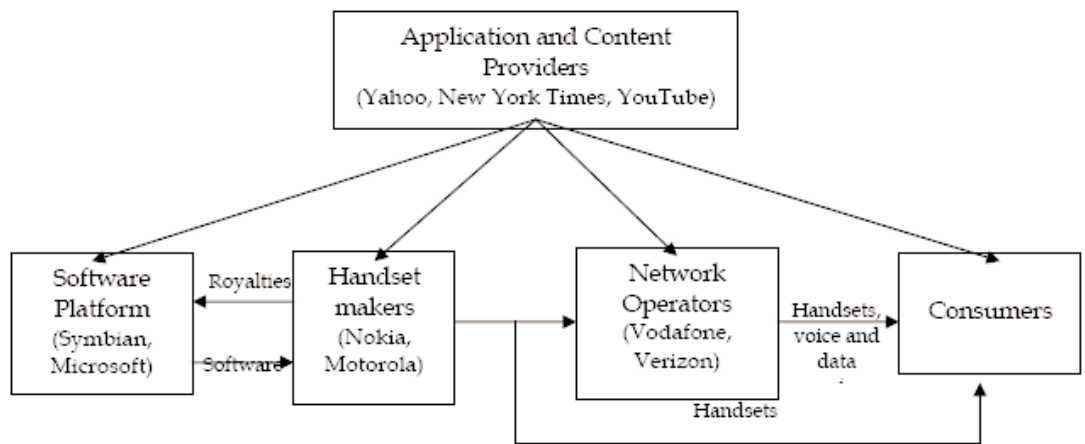 Application and Content
Providers
(Yahoo, New York Times, YouTube)
Software
Platform
(Symbian,
Microsoft)
Royalties
Software
Handset
makers
(Nokia,
Motorola)
Network
Operators
(Vodafone,
Verizon)
Handsets,
voice and
data
Consumers
Handsets